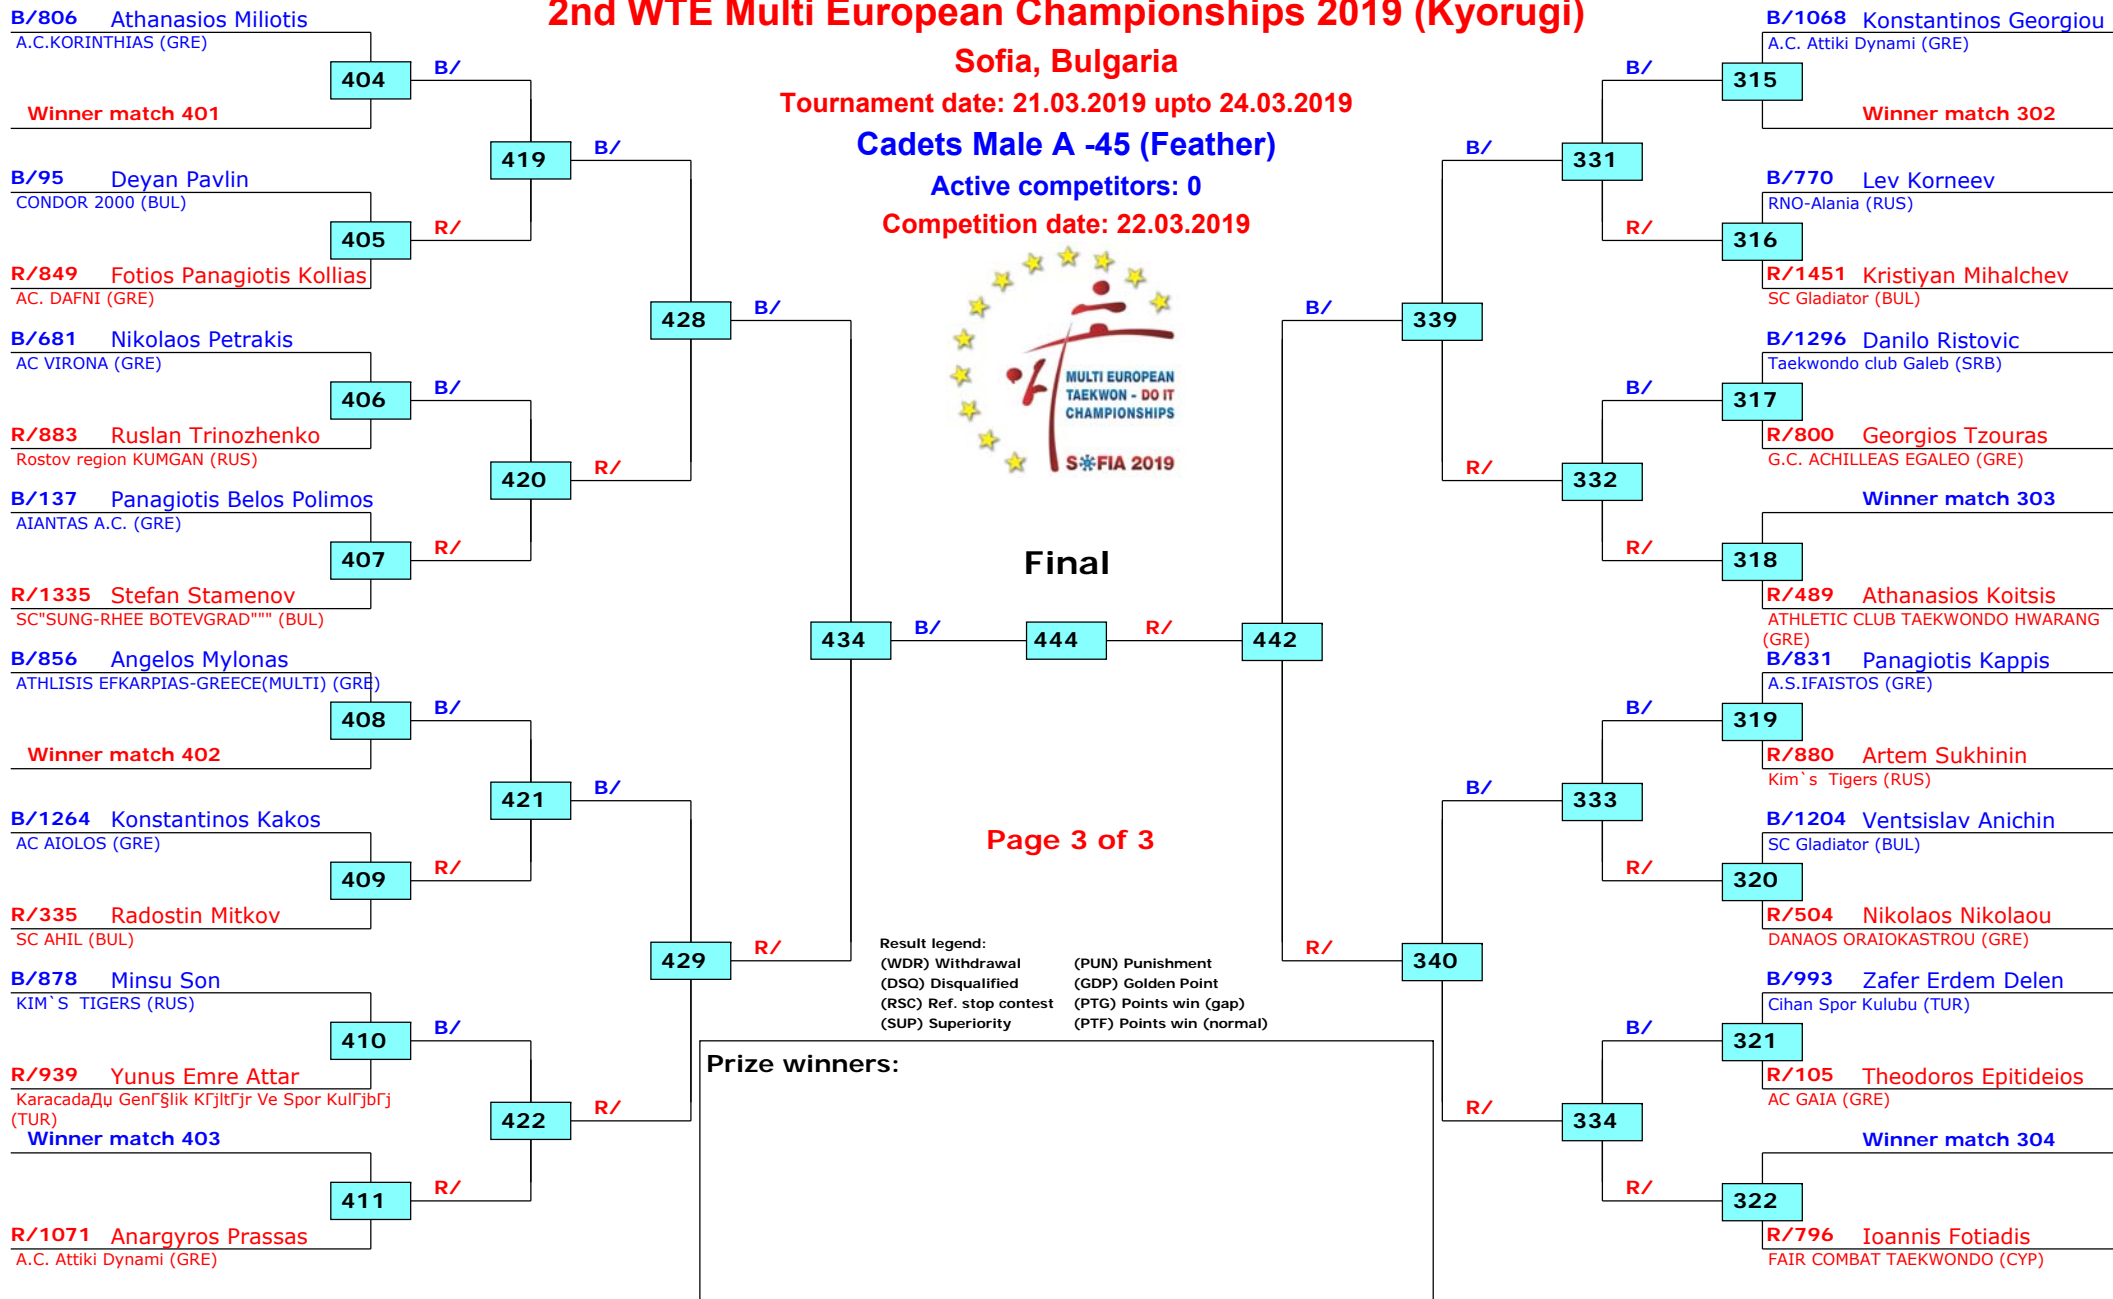 2nd WTE Multi European Championships 2019 (Kyorugi)
Sofia, Bulgaria
Tournament date: 21.03.2019 upto 24.03.2019
Cadets Male A -45 (Feather)
Active competitors: 0
Competition date: 22.03.2019
MULTI EUROPEAN
TAEKWON - DO IT
CHAMPIONSHIPS
S FIA 2019
B/806 Athanasios Miliotis
A.C.KORINTHIAS (GRE)
404
B/
Winner match 401
419
B/
B/95 Deyan Pavlin
CONDOR 2000 (BUL)
405
R/
R/849 Fotios Panagiotis Kollias
AC. DAFNI (GRE)
428
B/
B/681 Nikolaos Petrakis
AC VIRONA (GRE)
406
B/
R/883 Ruslan Trinozhenko
Rostov region KUMGAN (RUS)
420
R/
B/137 Panagiotis Belos Polimos
AIANTAS A.C. (GRE)
407
R/
R/1335 Stefan Stamenov
SC"SUNG-RHEE BOTEVGRAD""" (BUL)
434
B/
B/856 Angelos Mylonas
ATHLISIS EFKARPIAS-GREECE(MULTI) (GRE)
408
B/
Winner match 402
421
B/
B/1264 Konstantinos Kakos
AC AIOLOS (GRE)
409
R/
R/335 Radostin Mitkov
SC AHIL (BUL)
429
R/
B/878 Minsu Son
KIM`S TIGERS (RUS)
410
B/
R/939 Yunus Emre Attar
KaracadaДџ GenГ§lik KГјltГјr Ve Spor KulГјbГј
(TUR)
422
R/
Winner match 403
411
R/
R/1071 Anargyros Prassas
A.C. Attiki Dynami (GRE)
Final
444
R/
442
Page 3 of 3
Result legend:
(WDR) Withdrawal (PUN) Punishment
(DSQ) Disqualified (GDP) Golden Point
(RSC) Ref. stop contest (PTG) Points win (gap)
(SUP) Superiority (PTF) Points win (normal)
Prize winners:
B/1068 Konstantinos Georgiou
A.C. Attiki Dynami (GRE)
B/
315
Winner match 302
B/
331
B/770 Lev Korneev
RNO-Alania (RUS)
R/
316
R/1451 Kristiyan Mihalchev
SC Gladiator (BUL)
B/
339
B/1296 Danilo Ristovic
Taekwondo club Galeb (SRB)
B/
317
R/800 Georgios Tzouras
G.C. ACHILLEAS EGALEO (GRE)
R/
332
Winner match 303
R/
318
R/489 Athanasios Koitsis
ATHLETIC CLUB TAEKWONDO HWARANG
(GRE)
B/831 Panagiotis Kappis
A.S.IFAISTOS (GRE)
B/
319
R/880 Artem Sukhinin
Kim`s Tigers (RUS)
B/
333
B/1204 Ventsislav Anichin
SC Gladiator (BUL)
R/
320
R/504 Nikolaos Nikolaou
DANAOS ORAIOKASTROU (GRE)
R/
340
B/993 Zafer Erdem Delen
Cihan Spor Kulubu (TUR)
B/
321
R/105 Theodoros Epitideios
AC GAIA (GRE)
R/
334
Winner match 304
R/
322
R/796 Ioannis Fotiadis
FAIR COMBAT TAEKWONDO (CYP)